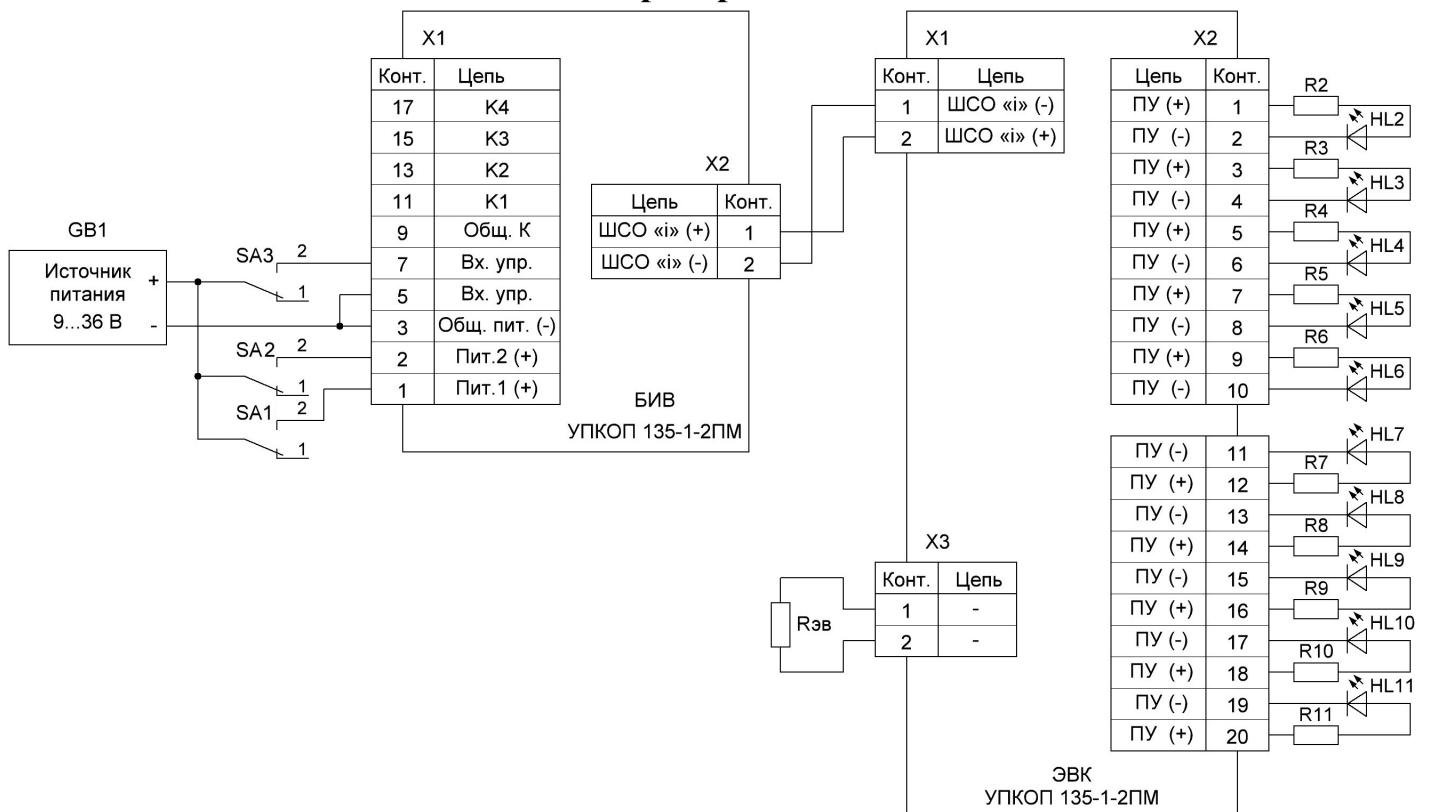 GB1
Источник
питания
9...36 В
+
-
SA3 2
1
SA2 2
1
SA1 2
1
X1
Конт. Цепь
17 K4
15 K3
13 K2
11 K1
9 Общ. К
7 Вх. упр.
5 Вх. упр.
3 Общ. пит. (-)
2 Пит.2 (+)
1 Пит.1 (+)
X2
Цепь Конт.
ШСО «i» (+) 1
ШСО «i» (-) 2
БИВ
УПКОП 135-1-2ПМ
X1
Конт. Цепь
1 ШСО «i» (-)
2 ШСО «i» (+)
X3
Конт. Цепь
1 -
2 -
Rэв
X2
Цепь Конт.
ПУ (+) 1
ПУ (-) 2
ПУ (+) 3
ПУ (-) 4
ПУ (+) 5
ПУ (-) 6
ПУ (+) 7
ПУ (-) 8
ПУ (+) 9
ПУ (-) 10
ПУ (-) 11
ПУ (+) 12
ПУ (-) 13
ПУ (+) 14
ПУ (-) 15
ПУ (+) 16
ПУ (-) 17
ПУ (+) 18
ПУ (-) 19
ПУ (+) 20
R2
HL2
R3
HL3
R4
HL4
R5
HL5
R6
HL6
HL7
R7
HL8
R8
HL9
R9
HL10
R10
HL11
R11
ЭВК
УПКОП 135-1-2ПМ